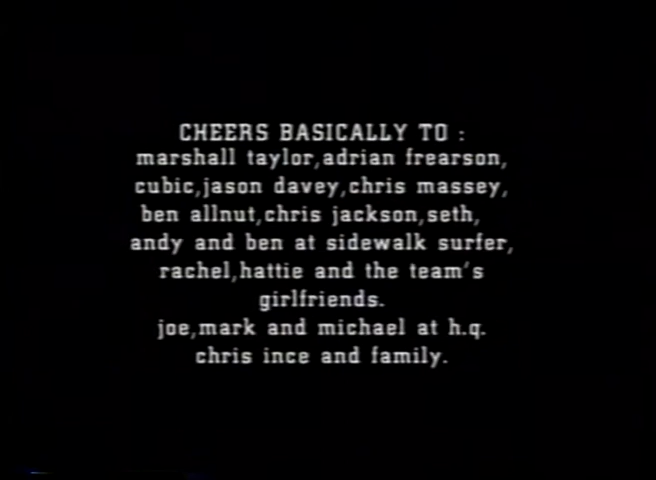 CHEERS BASICALLY TO :
marshall taylor,adrian frearson,
cubic,jason davey,chris massey,
ben allnut,chris jackson,seth,
andy and ben at sidewalk surfer,
rachel,hattie and the team's
girlfriends.
joe,mark and michael at h.q.
chris ince and family.